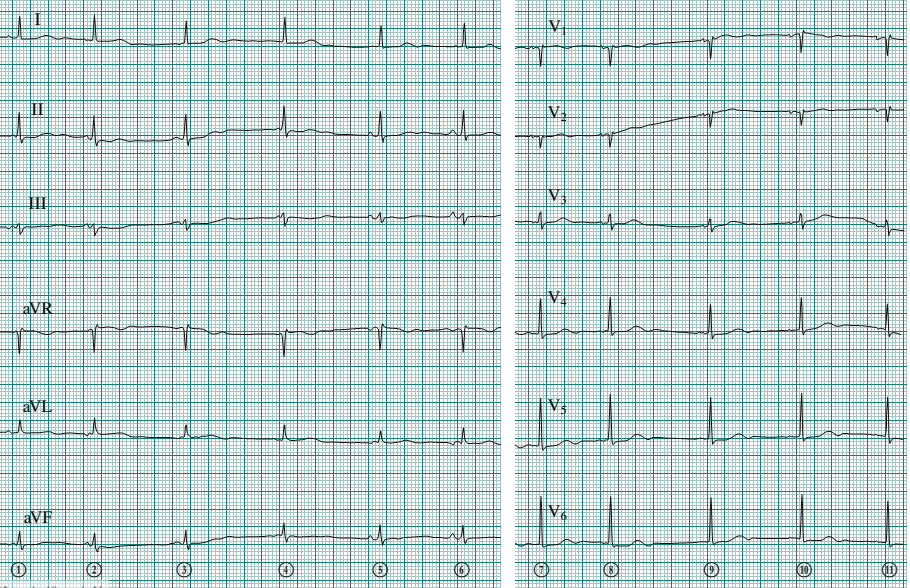 I
II
III
aVR
aVL
aVF
① ② ③ ④ ⑤ ⑥
V₁
V₂
V₃
V₄
V₅
V₆
⑦ ⑧ ⑨ ⑩ ⑪